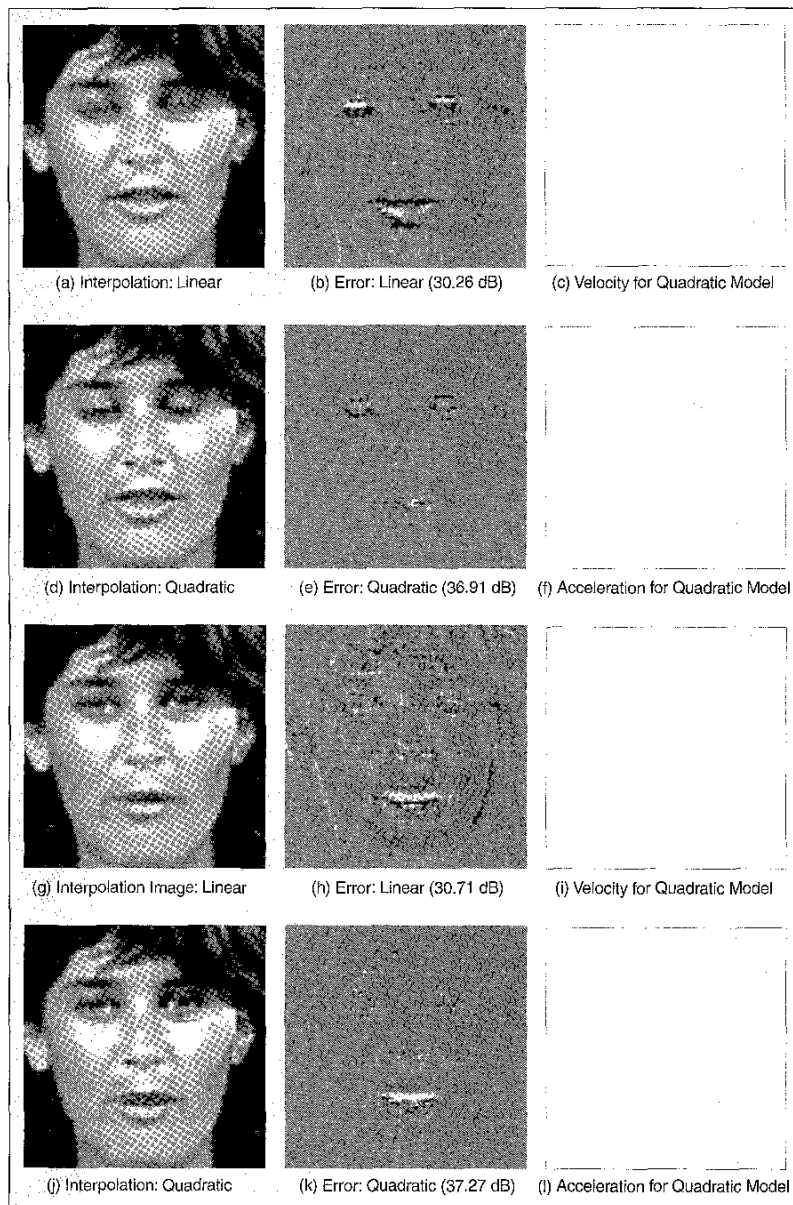 (a) Interpolation: Linear
(b) Error: Linear (30.26 dB)
(c) Velocity for Quadratic Model
(d) Interpolation: Quadratic
(e) Error: Quadratic (36.91 dB)
(f) Acceleration for Quadratic Model
(g) Interpolation Image: Linear
(h) Error: Linear (30.71 dB)
(i) Velocity for Quadratic Model
(j) Interpolation: Quadratic
(k) Error: Quadratic (37.27 dB)
(l) Acceleration for Quadratic Model